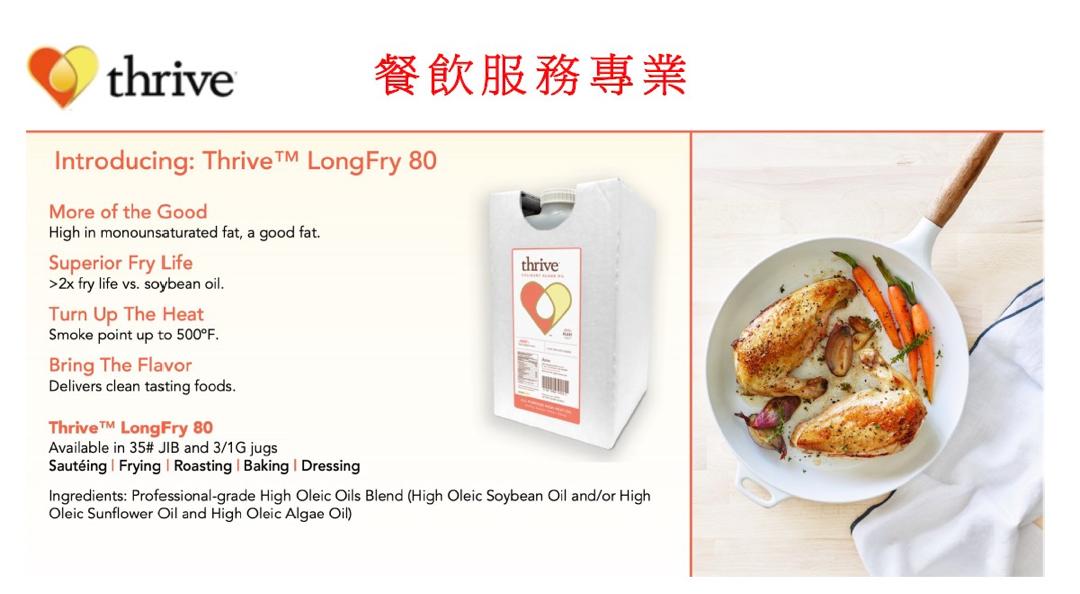 thrive
餐飲服務專業
Introducing: Thrive™ LongFry 80
More of the Good
High in monounsaturated fat, a good fat.
Superior Fry Life
>2x fry life vs. soybean oil.
Turn Up The Heat
Smoke point up to 500ºF.
Bring The Flavor
Delivers clean tasting foods.
Thrive™ LongFry 80
Available in 35# JIB and 3/1G jugs
Sautéing | Frying | Roasting | Baking | Dressing
Ingredients: Professional-grade High Oleic Oils Blend (High Oleic Soybean Oil and/or High
Oleic Sunflower Oil and High Oleic Algae Oil)
thrive
CULINARY ALGAE OIL